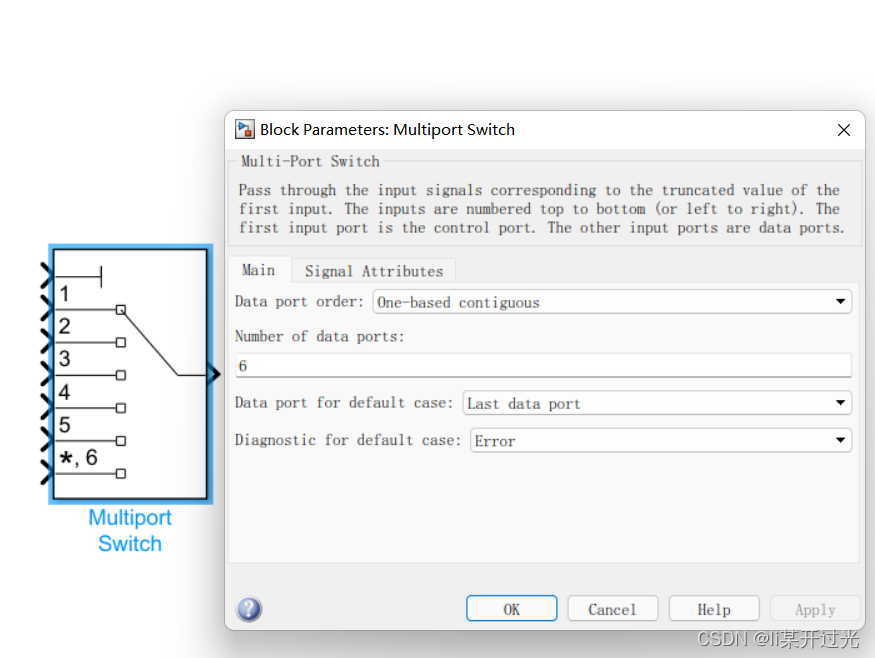 Block Parameters: Multiport Switch
Multi-Port Switch
Pass through the input signals corresponding to the truncated value of the
first input. The inputs are numbered top to bottom (or left to right). The
first input port is the control port. The other input ports are data ports.
Main
Signal Attributes
Data port order:
One-based contiguous
Number of data ports:
6
Data port for default case:
Last data port
Diagnostic for default case:
Error
OK
Cancel
Help
Apply
1
2
3
4
5
*, 6
Multiport
Switch
CSDN @li某开过光